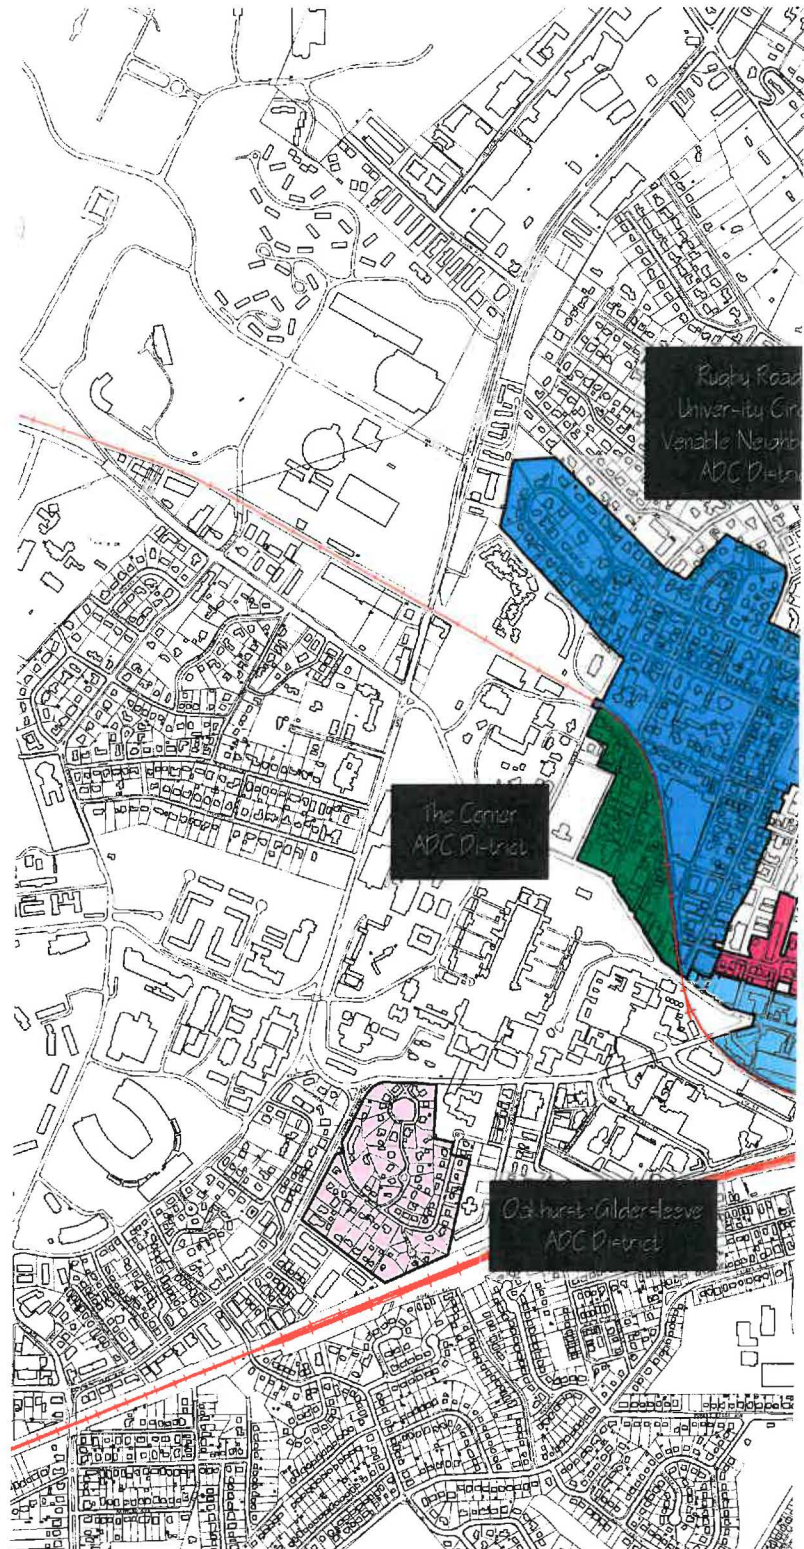 Rugby Road
University Circ
Venable Neighb
ADC Distri
The Corner
ADC District
Oakhurst-Gildersleeve
ADC District